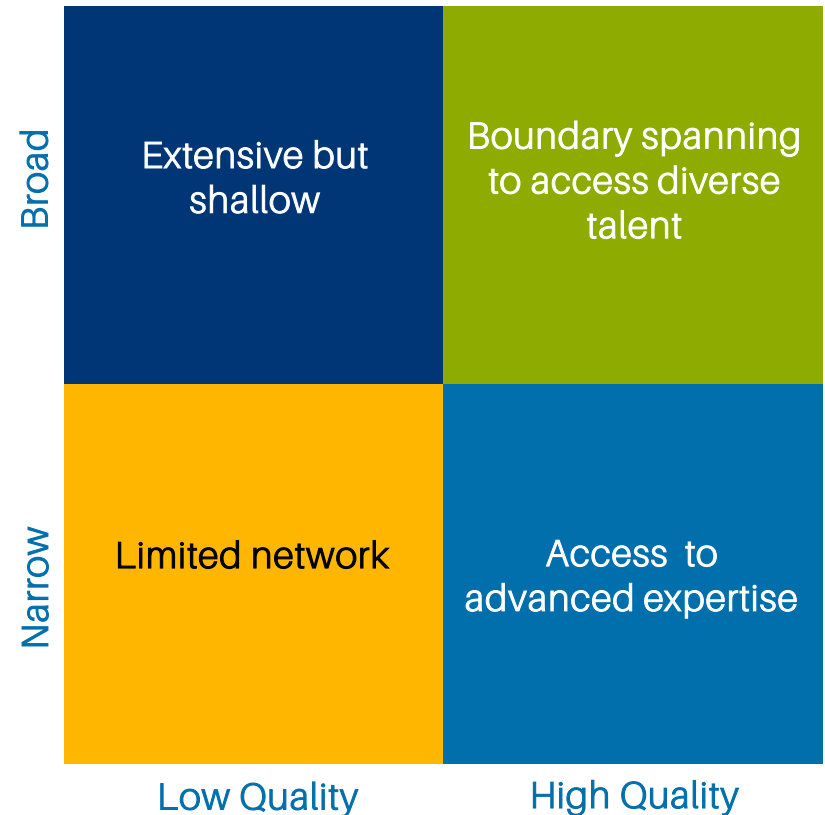 Broad
Extensive but
shallow
Boundary spanning
to access diverse
talent
Narrow
Limited network
Access to
advanced expertise
Low Quality
High Quality